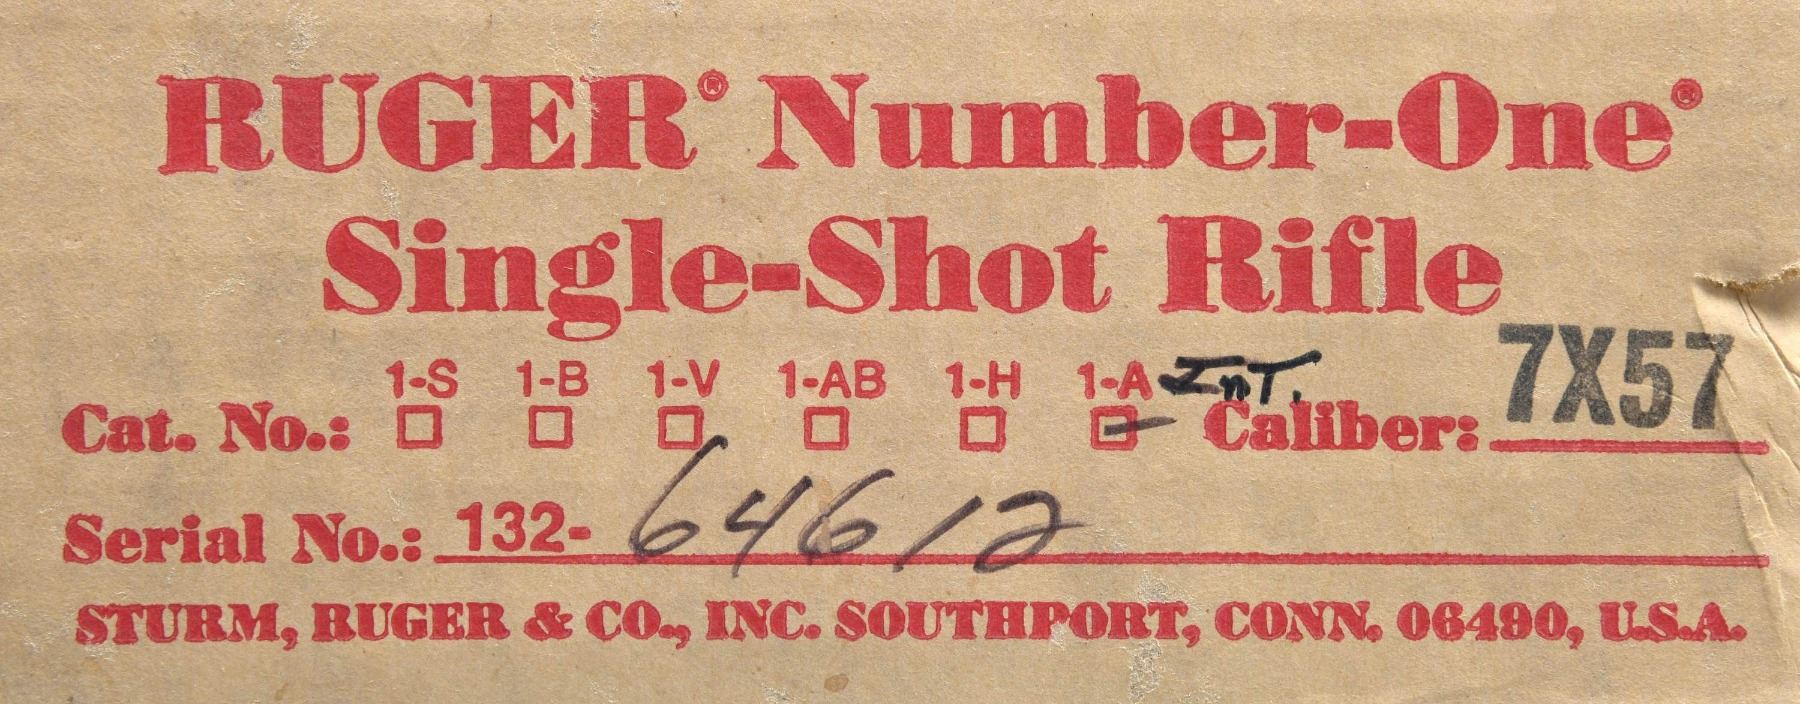 RUGER® Number-One®
Single-Shot Rifle
Cat. No.: 1-S 1-B 1-V 1-AB 1-H 1-A Int. Caliber: 7X57
Serial No.: 132-64612
STURM, RUGER & CO., INC. SOUTHPORT, CONN. 06490, U.S.A.